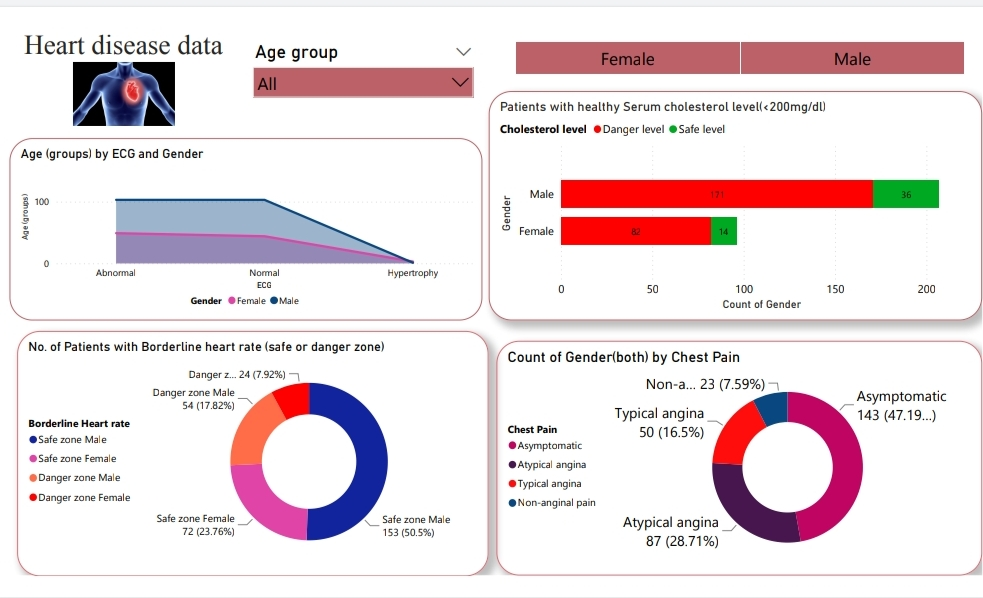 Heart disease data
Age group
All
Female
Male
Age (groups) by ECG and Gender
Age (groups)
100
0
Abnormal
Normal
Hypertrophy
ECG
Gender Female Male
Patients with healthy Serum cholesterol level(<200mg/dl)
Cholesterol level Danger level Safe level
Gender
Male
171
36
Female
82
14
0 50 100 150 200
Count of Gender
No. of Patients with Borderline heart rate (safe or danger zone)
Borderline Heart rate
Safe zone Male
Safe zone Female
Danger zone Male
Danger zone Female
Danger z... 24 (7.92%)
Danger zone Male
54 (17.82%)
Safe zone Female
72 (23.76%)
Safe zone Male
153 (50.5%)
Count of Gender(both) by Chest Pain
Chest Pain
Asymptomatic
Atypical angina
Typical angina
Non-anginal pain
Non-a... 23 (7.59%)
Typical angina
50 (16.5%)
Atypical angina
87 (28.71%)
Asymptomatic
143 (47.19...)